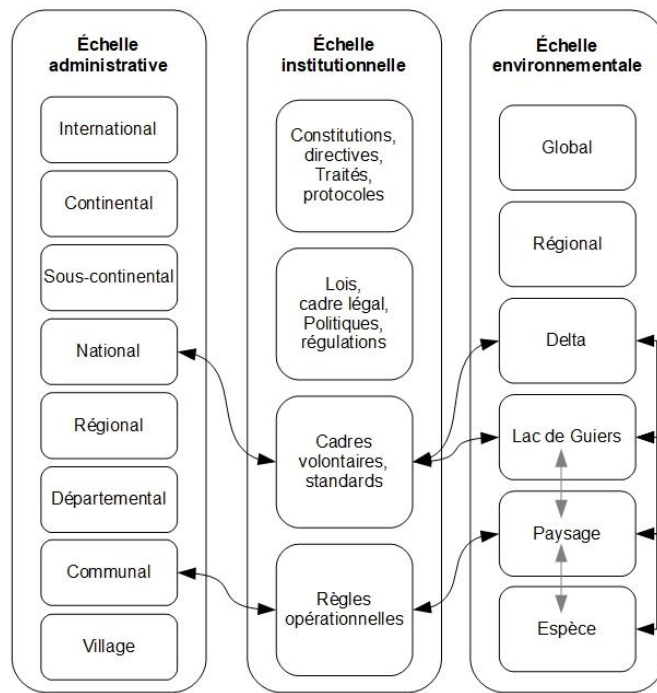 Échelle
administrative
International
Continental
Sous-continental
National
Régional
Départemental
Communal
Village
Échelle
institutionnelle
Constitutions,
directives,
Traités,
protocoles
Lois,
cadre légal,
Politiques,
régulations
Cadres
volontaires,
standards
Règles
opérationnelles
Échelle
environnementale
Global
Régional
Delta
Lac de Guiers
Paysage
Espèce